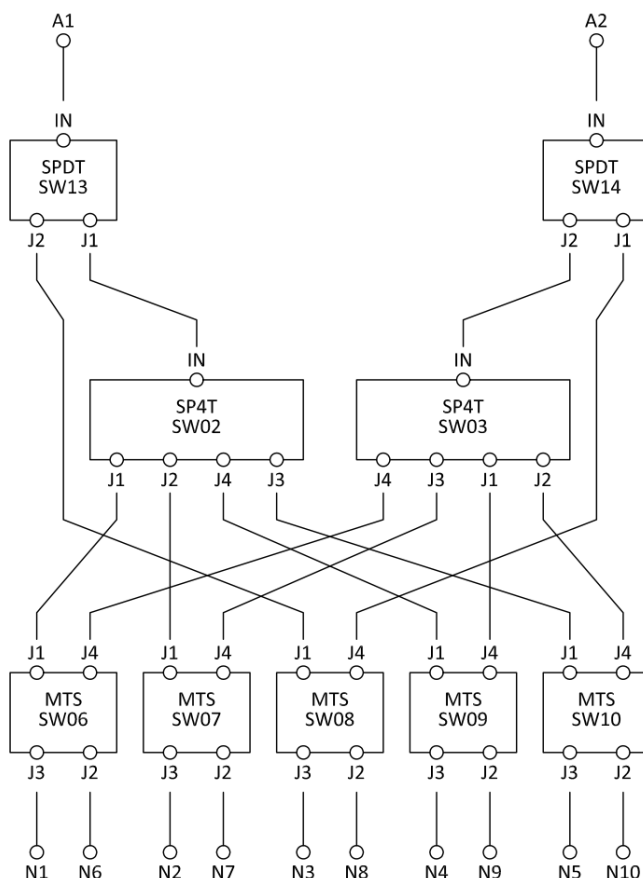 A1 A2
IN IN
SPDT SPDT
SW13 SW14
J2 J1 J2 J1
IN IN
SP4T SP4T
SW02 SW03
J1 J2 J4 J3 J4 J3 J1 J2
J1 J4 J1 J4 J1 J4 J1 J4 J1 J4
MTS MTS MTS MTS MTS
SW06 SW07 SW08 SW09 SW10
J3 J2 J3 J2 J3 J2 J3 J2 J3 J2
N1 N6 N2 N7 N3 N8 N4 N9 N5 N10